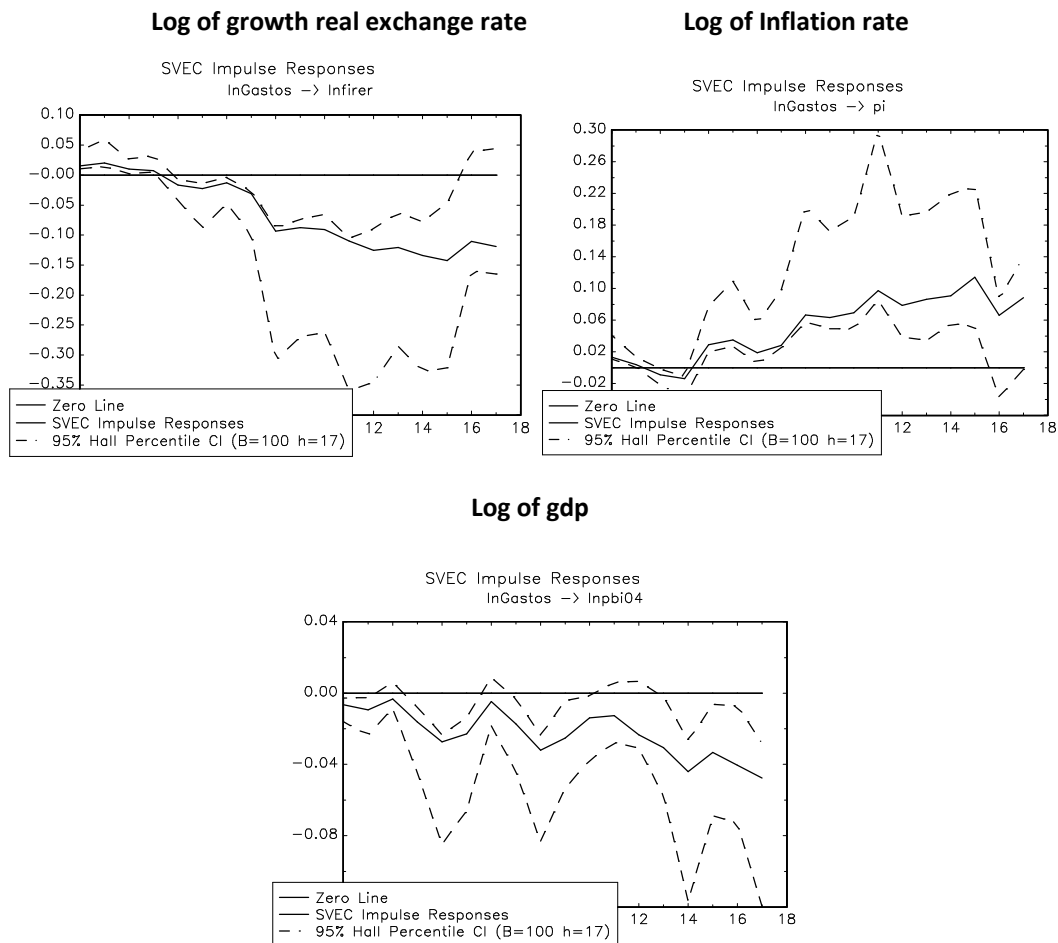 Log of growth real exchange rate
SVEC Impulse Responses
lnGastos -> lnfirer
0.10
0.05
-0.00
-0.05
-0.10
-0.15
-0.20
-0.25
-0.30
-0.35
12 14 16 18
Zero Line
SVEC Impulse Responses
95% Hall Percentile CI (B=100 h=17)
Log of Inflation rate
SVEC Impulse Responses
lnGastos -> pi
0.30
0.26
0.22
0.18
0.14
0.10
0.06
0.02
-0.02
12 14 16 18
Zero Line
SVEC Impulse Responses
95% Hall Percentile CI (B=100 h=17)
Log of gdp
SVEC Impulse Responses
lnGastos -> lnpbi04
0.04
0.00
-0.04
-0.08
12 14 16 18
Zero Line
SVEC Impulse Responses
95% Hall Percentile CI (B=100 h=17)